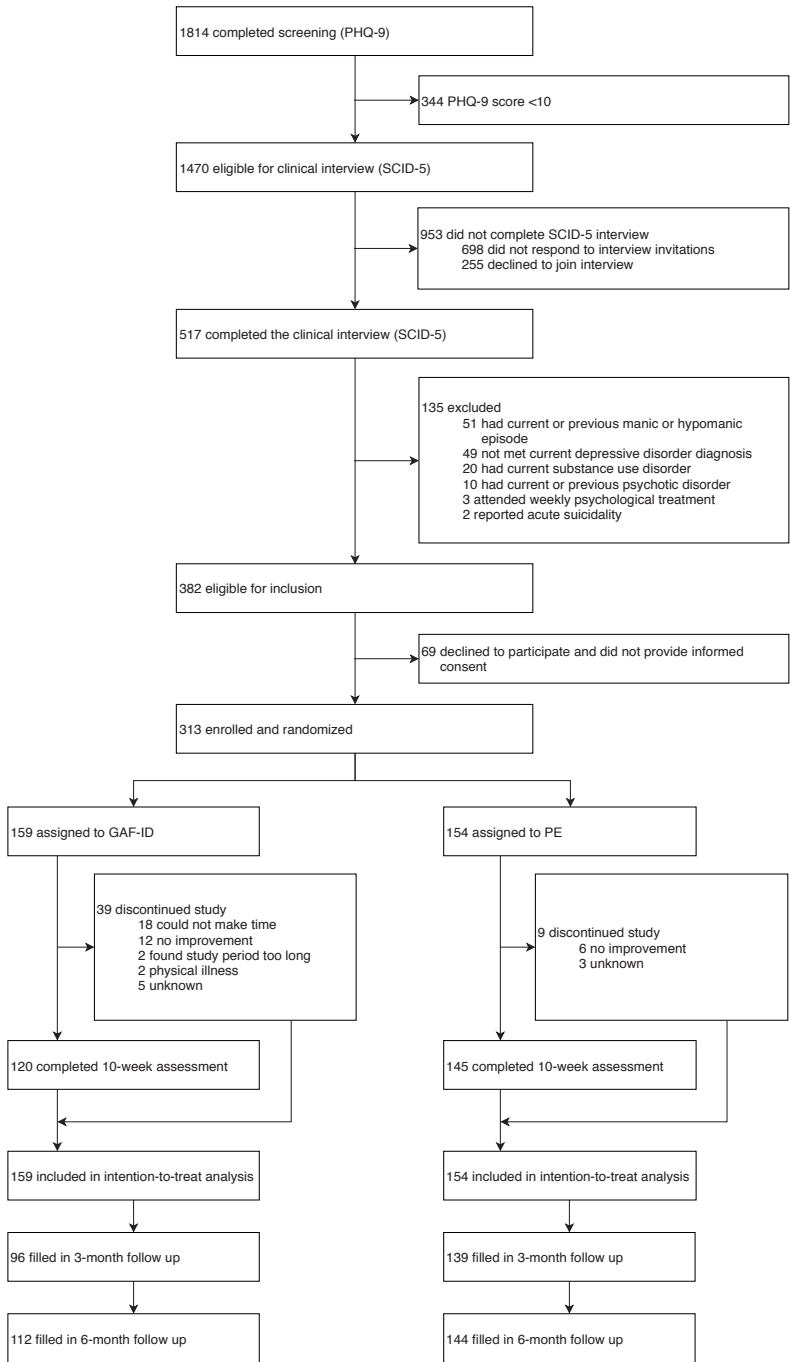 1814 completed screening (PHQ-9)
344 PHQ-9 score <10
1470 eligible for clinical interview (SCID-5)
953 did not complete SCID-5 interview
698 did not respond to interview invitations
255 declined to join interview
517 completed the clinical interview (SCID-5)
135 excluded
51 had current or previous manic or hypomanic
episode
49 not met current depressive disorder diagnosis
20 had current substance use disorder
10 had current or previous psychotic disorder
3 attended weekly psychological treatment
2 reported acute suicidality
382 eligible for inclusion
69 declined to participate and did not provide informed
consent
313 enrolled and randomized
159 assigned to GAF-ID
39 discontinued study
18 could not make time
12 no improvement
2 found study period too long
2 physical illness
5 unknown
120 completed 10-week assessment
159 included in intention-to-treat analysis
96 filled in 3-month follow up
112 filled in 6-month follow up
154 assigned to PE
9 discontinued study
6 no improvement
3 unknown
145 completed 10-week assessment
154 included in intention-to-treat analysis
139 filled in 3-month follow up
144 filled in 6-month follow up